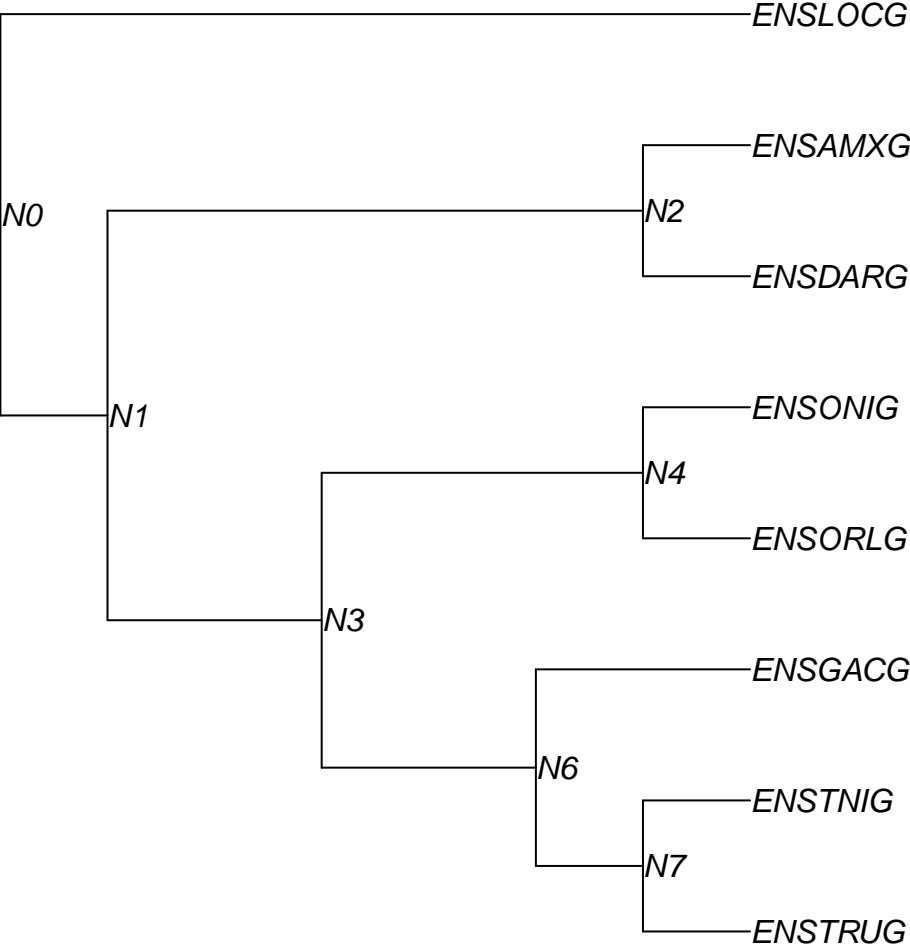 ENSLOCG
ENSAMXG
N0
N2
ENSDARG
ENSONIG
N1
N4
ENSORLG
N3
ENSGACG
N6
ENSTNIG
N7
ENSTRUG